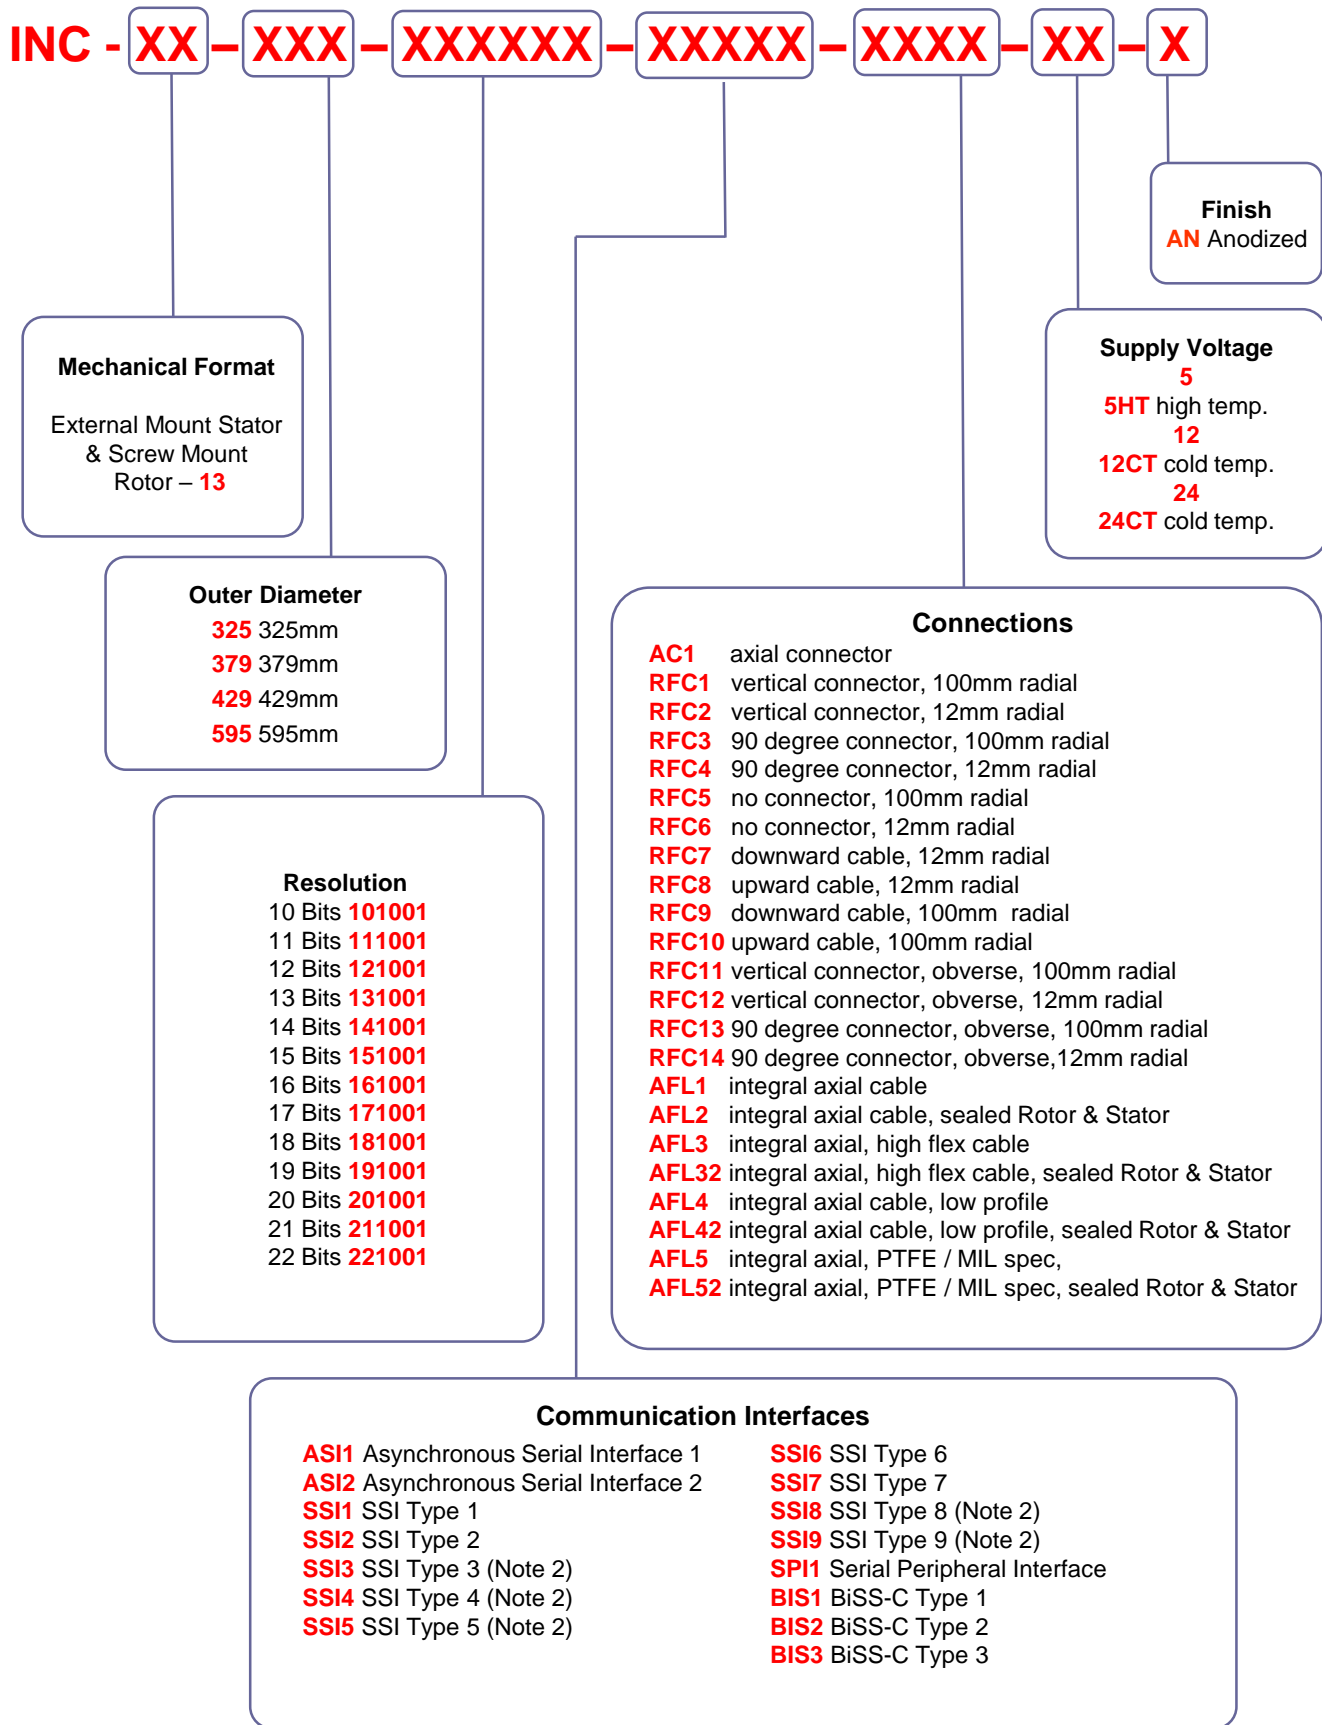 INC - XX – XXX – XXXXXX – XXXXX – XXXX – XX – X
Finish
AN Anodized
Mechanical Format
External Mount Stator
& Screw Mount
Rotor – 13
Supply Voltage
5
5HT high temp.
12
12CT cold temp.
24
24CT cold temp.
Outer Diameter
325 325mm
379 379mm
429 429mm
595 595mm
Connections
AC1 axial connector
RFC1 vertical connector, 100mm radial
RFC2 vertical connector, 12mm radial
RFC3 90 degree connector, 100mm radial
RFC4 90 degree connector, 12mm radial
RFC5 no connector, 100mm radial
RFC6 no connector, 12mm radial
RFC7 downward cable, 12mm radial
RFC8 upward cable, 12mm radial
RFC9 downward cable, 100mm radial
RFC10 upward cable, 100mm radial
RFC11 vertical connector, obverse, 100mm radial
RFC12 vertical connector, obverse, 12mm radial
RFC13 90 degree connector, obverse, 100mm radial
RFC14 90 degree connector, obverse,12mm radial
AFL1 integral axial cable
AFL2 integral axial cable, sealed Rotor & Stator
AFL3 integral axial, high flex cable
AFL32 integral axial, high flex cable, sealed Rotor & Stator
AFL4 integral axial cable, low profile
AFL42 integral axial cable, low profile, sealed Rotor & Stator
AFL5 integral axial, PTFE / MIL spec,
AFL52 integral axial, PTFE / MIL spec, sealed Rotor & Stator
Resolution
10 Bits 101001
11 Bits 111001
12 Bits 121001
13 Bits 131001
14 Bits 141001
15 Bits 151001
16 Bits 161001
17 Bits 171001
18 Bits 181001
19 Bits 191001
20 Bits 201001
21 Bits 211001
22 Bits 221001
Communication Interfaces
ASI1 Asynchronous Serial Interface 1
ASI2 Asynchronous Serial Interface 2
SSI1 SSI Type 1
SSI2 SSI Type 2
SSI3 SSI Type 3 (Note 2)
SSI4 SSI Type 4 (Note 2)
SSI5 SSI Type 5 (Note 2)
SSI6 SSI Type 6
SSI7 SSI Type 7
SSI8 SSI Type 8 (Note 2)
SSI9 SSI Type 9 (Note 2)
SPI1 Serial Peripheral Interface
BIS1 BiSS-C Type 1
BIS2 BiSS-C Type 2
BIS3 BiSS-C Type 3